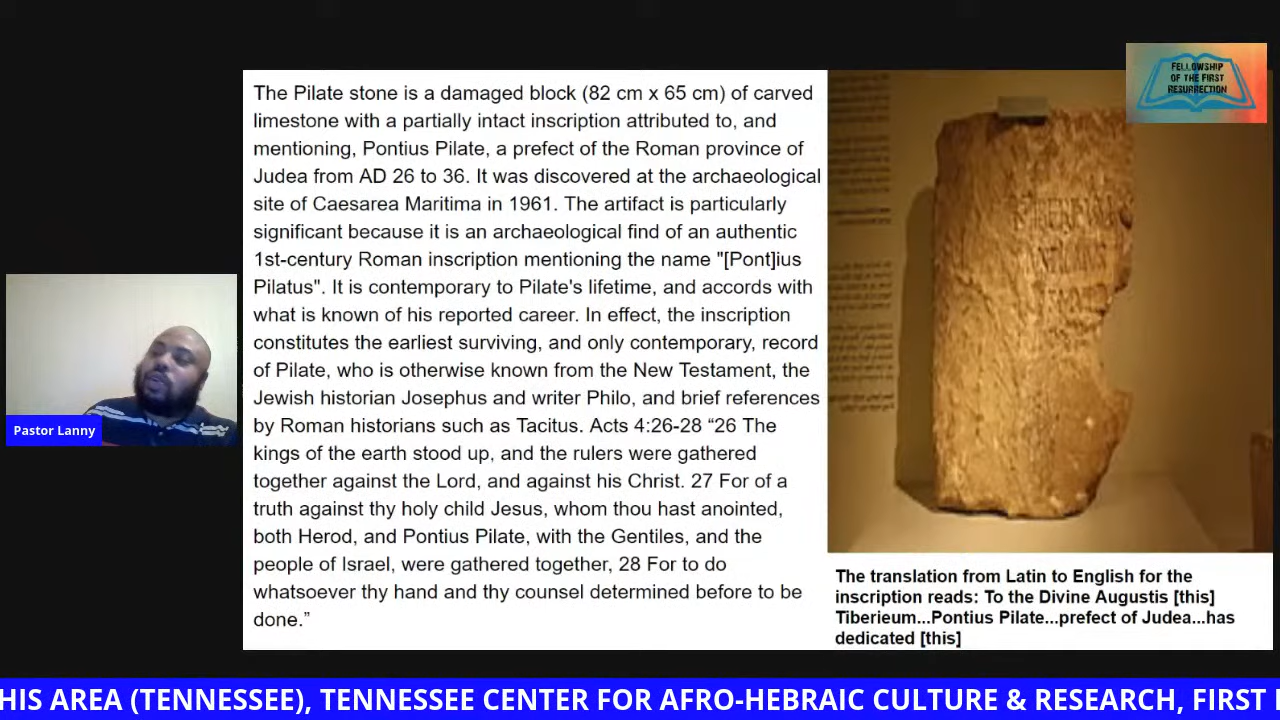 FELLOWSHIP
OF THE FIRST
RESURRECTION
The Pilate stone is a damaged block (82 cm x 65 cm) of carved
limestone with a partially intact inscription attributed to, and
mentioning, Pontius Pilate, a prefect of the Roman province of
Judea from AD 26 to 36. It was discovered at the archaeological
site of Caesarea Maritima in 1961. The artifact is particularly
significant because it is an archaeological find of an authentic
1st-century Roman inscription mentioning the name "[Pont]ius
Pilatus". It is contemporary to Pilate's lifetime, and accords with
what is known of his reported career. In effect, the inscription
constitutes the earliest surviving, and only contemporary, record
of Pilate, who is otherwise known from the New Testament, the
Jewish historian Josephus and writer Philo, and brief references
by Roman historians such as Tacitus. Acts 4:26-28 “26 The
kings of the earth stood up, and the rulers were gathered
together against the Lord, and against his Christ. 27 For of a
truth against thy holy child Jesus, whom thou hast anointed,
both Herod, and Pontius Pilate, with the Gentiles, and the
people of Israel, were gathered together, 28 For to do
whatsoever thy hand and thy counsel determined before to be
done.”
The translation from Latin to English for the
inscription reads: To the Divine Augustis [this]
Tiberieum...Pontius Pilate...prefect of Judea...has
dedicated [this]
Pastor Lanny
HIS AREA (TENNESSEE), TENNESSEE CENTER FOR AFRO-HEBRAIC CULTURE & RESEARCH, FIRST